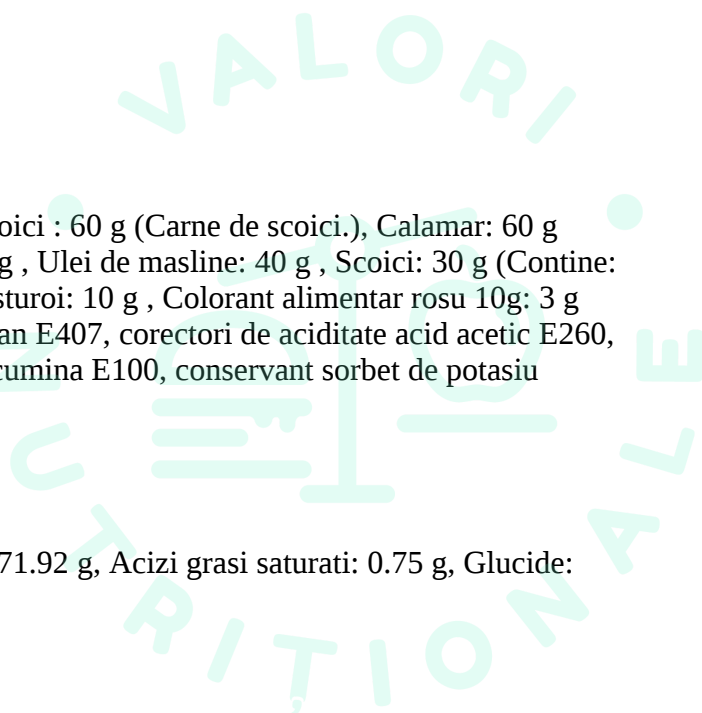 VALORI
oici : 60 g (Carne de scoici.), Calamar: 60 g
g , Ulei de masline: 40 g , Scoici: 30 g (Contine:
sturoi: 10 g , Colorant alimentar rosu 10g: 3 g
an E407, corectori de aciditate acid acetic E260,
cumina E100, conservant sorbet de potasiu
71.92 g, Acizi grasi saturati: 0.75 g, Glucide:
NUTRITIONALE